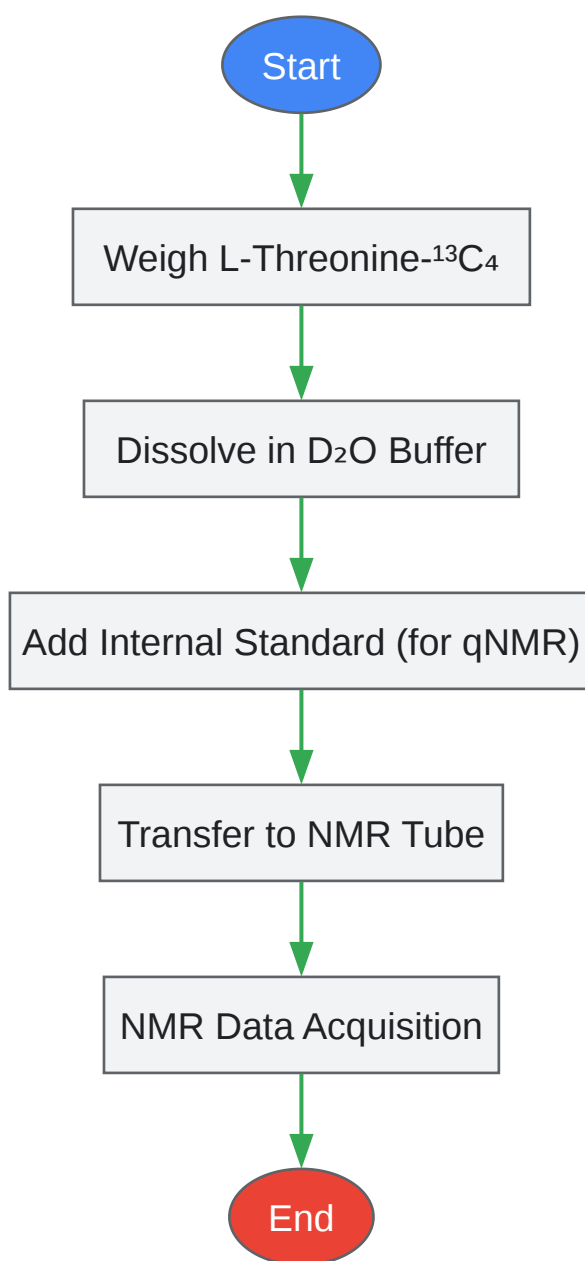 Start
Weigh L-Threonine-¹³C₄
Dissolve in D₂O Buffer
Add Internal Standard (for qNMR)
Transfer to NMR Tube
NMR Data Acquisition
End